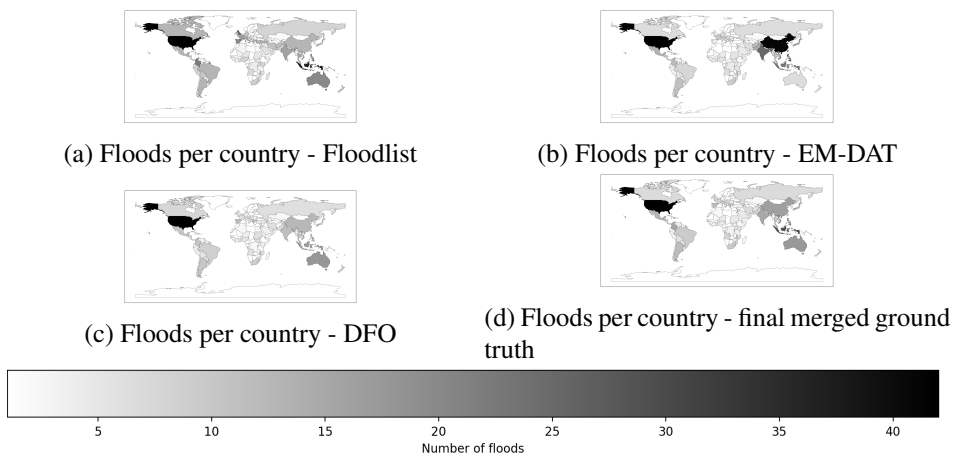 (a) Floods per country - Floodlist
(b) Floods per country - EM-DAT
(c) Floods per country - DFO
(d) Floods per country - final merged ground
truth
5 10 15 20 25 30 35 40
Number of floods